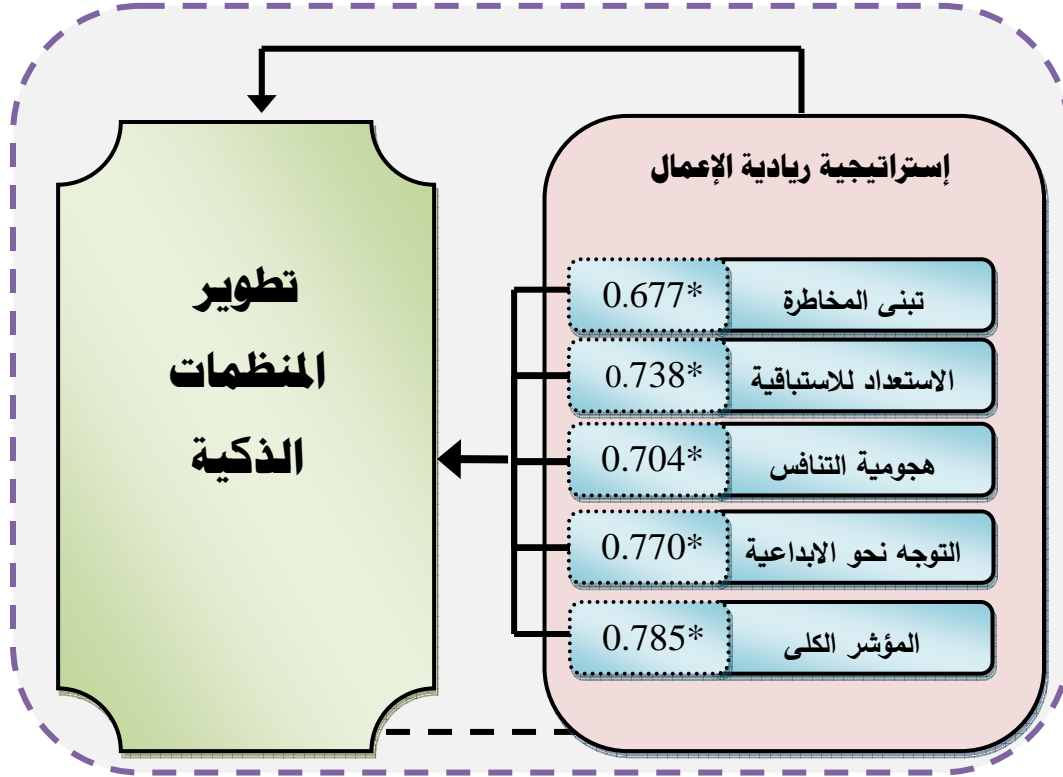 إستراتيجية ريادية الإعمال
تبنى المخاطرة 0.677*
الاستعداد للاستباقية 0.738*
هجومية التنافس 0.704*
التوجه نحو الابداعية 0.770*
المؤشر الكلى 0.785*
تطوير
المنظمات
الذكية